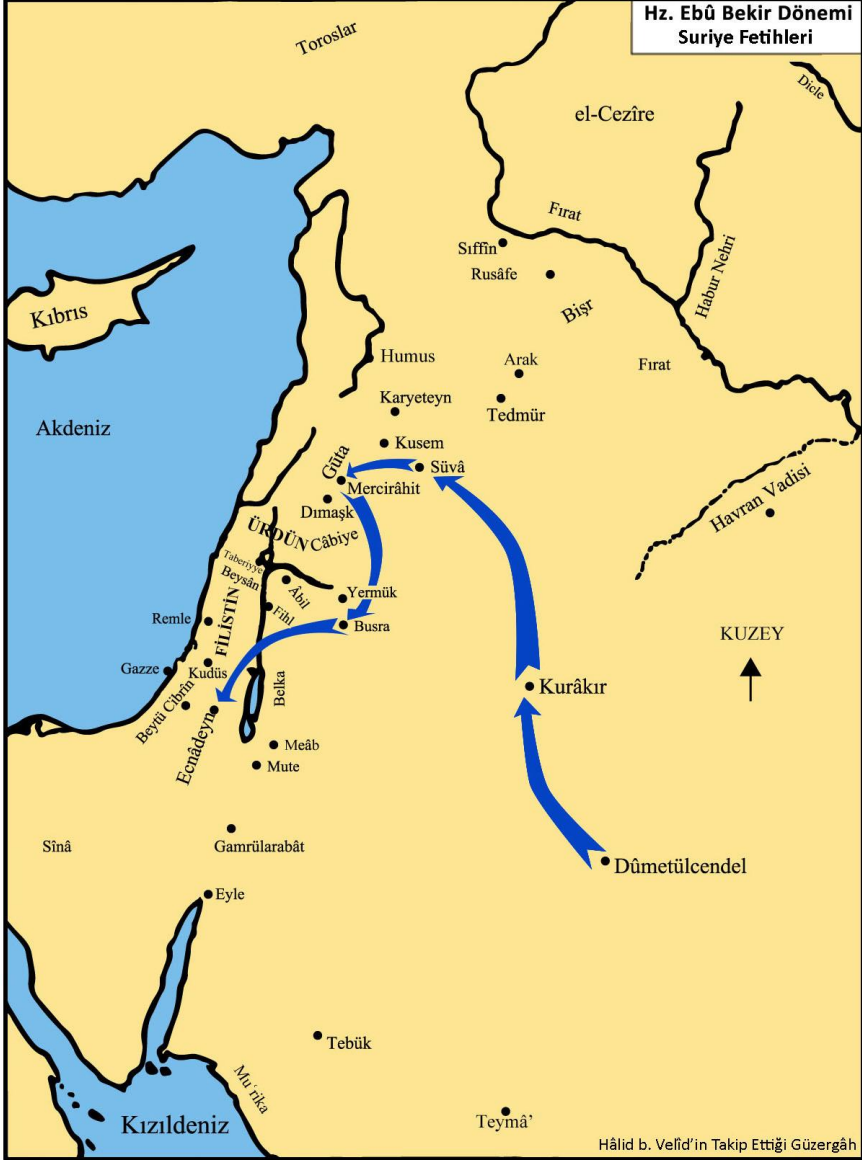 Hz. Ebû Bekir Dönemi
Suriye Fetihleri
Toroslar
Dicle
el-Cezîre
Fırat
Habur Nehri
Sıffîn
Rusâfe
Bişr
Kıbrıs
Humus
Arak
Fırat
Karyeteyn
Tedmür
Akdeniz
Kusem
Gūta
Süvâ
Mercirâhit
Havran Vadisi
Dımaşk
ÜRDÜN
Câbiye
Taberiyye
Beysân
Âbil
Yermük
Fihl
Remle
FİLİSTİN
Busra
KUZEY
Gazze
Kudüs
Belka
Kurâkır
Beytü Cibrîn
Ecnâdeyn
Meâb
Mute
Sînâ
Gamrülarabât
Dûmetülcendel
Eyle
Tebük
Mu‘rika
Kızıldeniz
Teymâ’
Hâlid b. Velîd’in Takip Ettiği Güzergâh